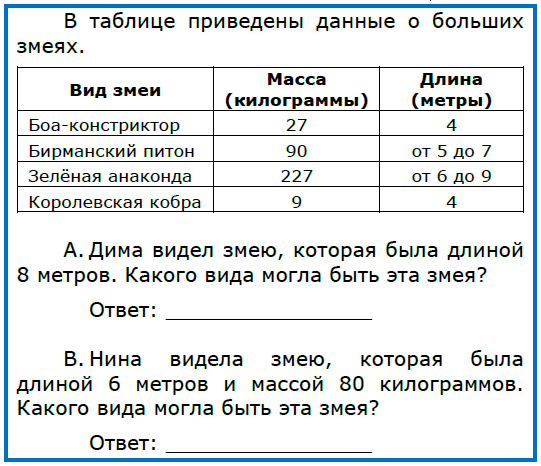 В таблице приведены данные о больших
змеях.
Вид змеи Масса (килограммы) Длина (метры)
Боа-констриктор 27 4
Бирманский питон 90 от 5 до 7
Зелёная анаконда 227 от 6 до 9
Королевская кобра 9 4
А. Дима видел змею, которая была длиной
8 метров. Какого вида могла быть эта змея?
Ответ: ____________________
В. Нина видела змею, которая была
длиной 6 метров и массой 80 килограммов.
Какого вида могла быть эта змея?
Ответ: ____________________